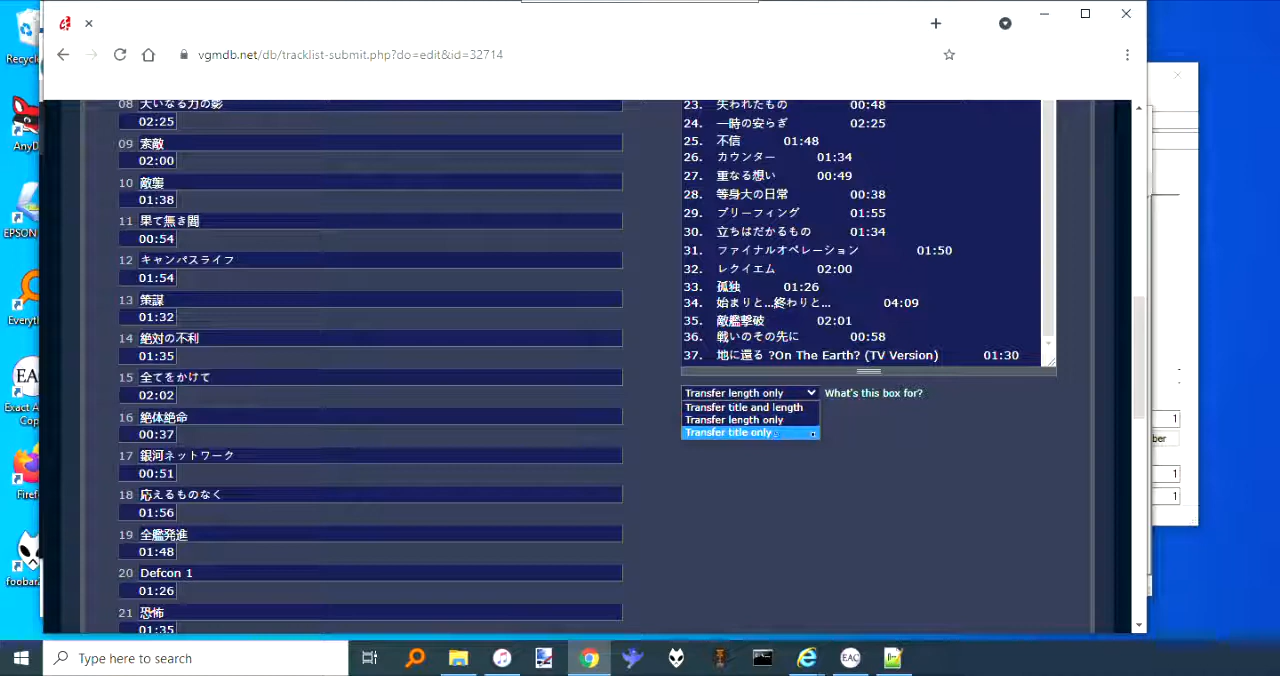 vgmdb.net/db/tracklist-submit.php?do=edit&id=32714
Recycle
AnyD
EPSON
Everyth
Exact A
Cop
Firef
foobar2
08 大いなる力の影
02:25
09 索敵
02:00
10 敵襲
01:38
11 果て無き闇
00:54
12 キャンパスライフ
01:54
13 策謀
01:32
14 絶対の不利
01:35
15 全てをかけて
02:02
16 絶体絶命
00:37
17 銀河ネットワーク
00:51
18 応えるものなく
01:56
19 全艦発進
01:48
20 Defcon 1
01:26
21 恐怖
01:35
23. 失われたもの 00:48
24. 一時の安らぎ 02:25
25. 不信 01:48
26. カウンター 01:34
27. 重なる想い 00:49
28. 等身大の日常 00:38
29. ブリーフィング 01:55
30. 立ちはだかるもの 01:34
31. ファイナルオペレーション 01:50
32. レクイエム 02:00
33. 孤独 01:26
34. 始まりと...終わりと... 04:09
35. 敵艦撃破 02:01
36. 戦いのその先に 00:58
37. 地に還る ?On The Earth? (TV Version) 01:30
Transfer length only What's this box for?
Transfer title and length
Transfer length only
Transfer title only
1
ber
1
1
Type here to search
EAC